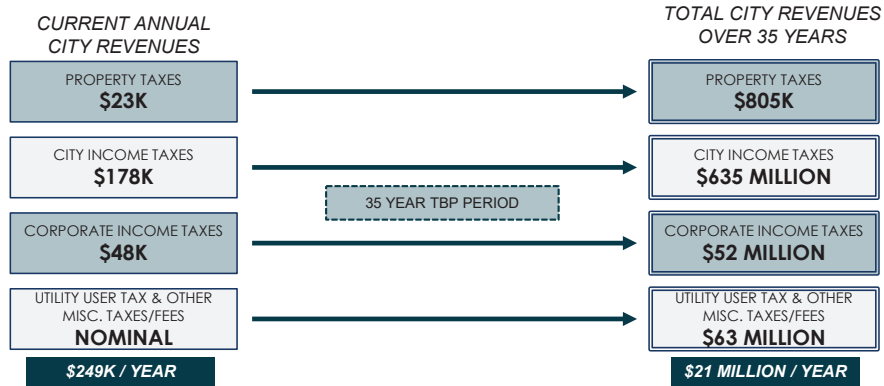 CURRENT ANNUAL
CITY REVENUES
TOTAL CITY REVENUES
OVER 35 YEARS
PROPERTY TAXES
$23K
PROPERTY TAXES
$805K
CITY INCOME TAXES
$178K
CITY INCOME TAXES
$635 MILLION
35 YEAR TBP PERIOD
CORPORATE INCOME TAXES
$48K
CORPORATE INCOME TAXES
$52 MILLION
UTILITY USER TAX & OTHER
MISC. TAXES/FEES
NOMINAL
UTILITY USER TAX & OTHER
MISC. TAXES/FEES
$63 MILLION
$249K / YEAR
$21 MILLION / YEAR